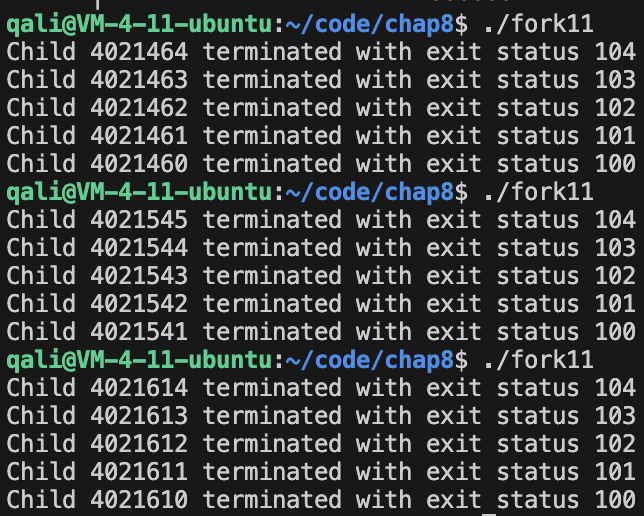 qali@VM-4-11-ubuntu:~/code/chap8$ ./fork11
Child 4021464 terminated with exit status 104
Child 4021463 terminated with exit status 103
Child 4021462 terminated with exit status 102
Child 4021461 terminated with exit status 101
Child 4021460 terminated with exit status 100
qali@VM-4-11-ubuntu:~/code/chap8$ ./fork11
Child 4021545 terminated with exit status 104
Child 4021544 terminated with exit status 103
Child 4021543 terminated with exit status 102
Child 4021542 terminated with exit status 101
Child 4021541 terminated with exit status 100
qali@VM-4-11-ubuntu:~/code/chap8$ ./fork11
Child 4021614 terminated with exit status 104
Child 4021613 terminated with exit status 103
Child 4021612 terminated with exit status 102
Child 4021611 terminated with exit status 101
Child 4021610 terminated with exit status 100